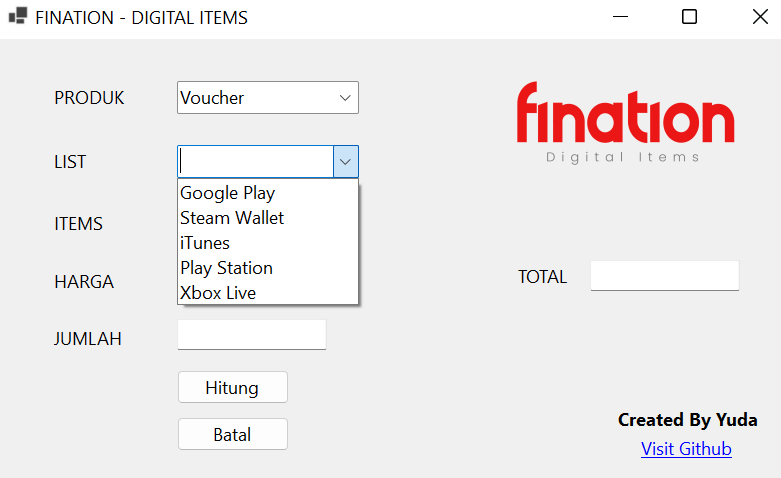 FINATION - DIGITAL ITEMS
PRODUK
Voucher
fination
Digital Items
LIST
Google Play
Steam Wallet
iTunes
Play Station
Xbox Live
ITEMS
HARGA
TOTAL
JUMLAH
Hitung
Batal
Created By Yuda
Visit Github